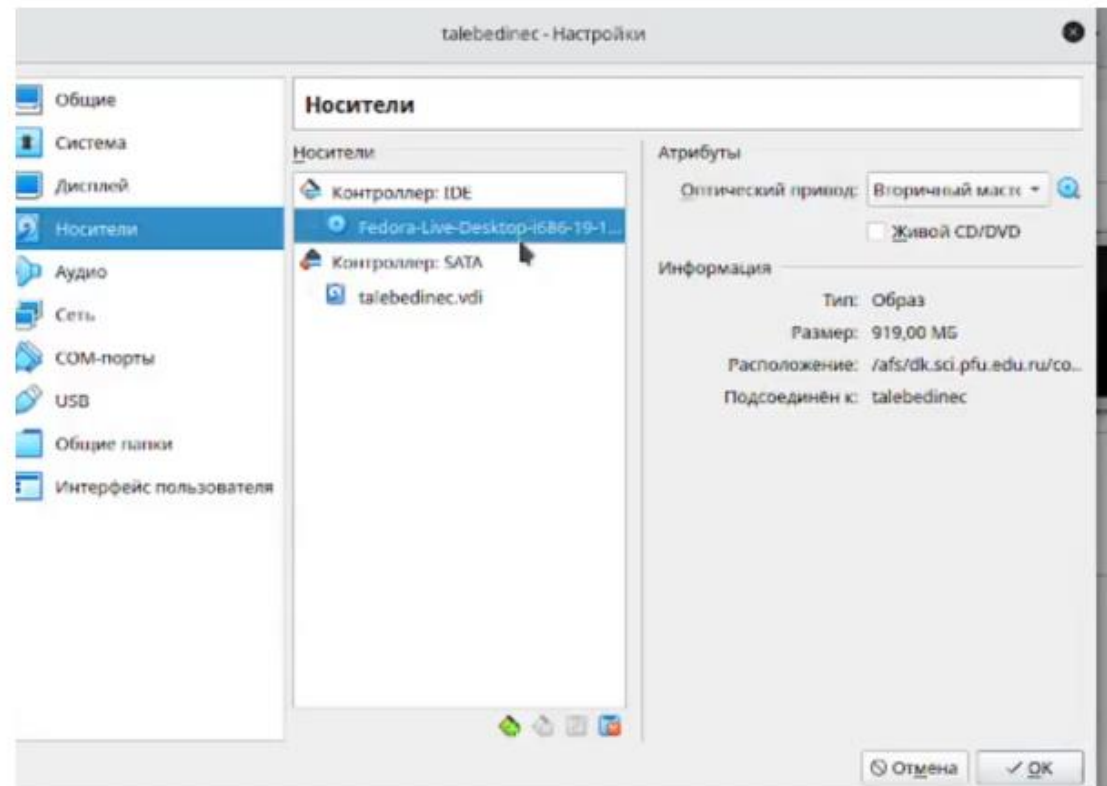 talebedinec - Настройки
Общие
Система
Дисплей
Носители
Аудио
Сеть
COM-порты
USB
Общие папки
Интерфейс пользователя
Носители
Носители
Контроллер: IDE
Fedora-Live-Desktop-i686-19-1...
Контроллер: SATA
talebedinec.vdi
Атрибуты
Оптический привод: Вторичный масте
Живой CD/DVD
Информация
Тип: Образ
Размер: 919,00 МБ
Расположение: /afs/dk.sci.pfu.edu.ru/co...
Подсоединён к: talebedinec
Отмена
OK